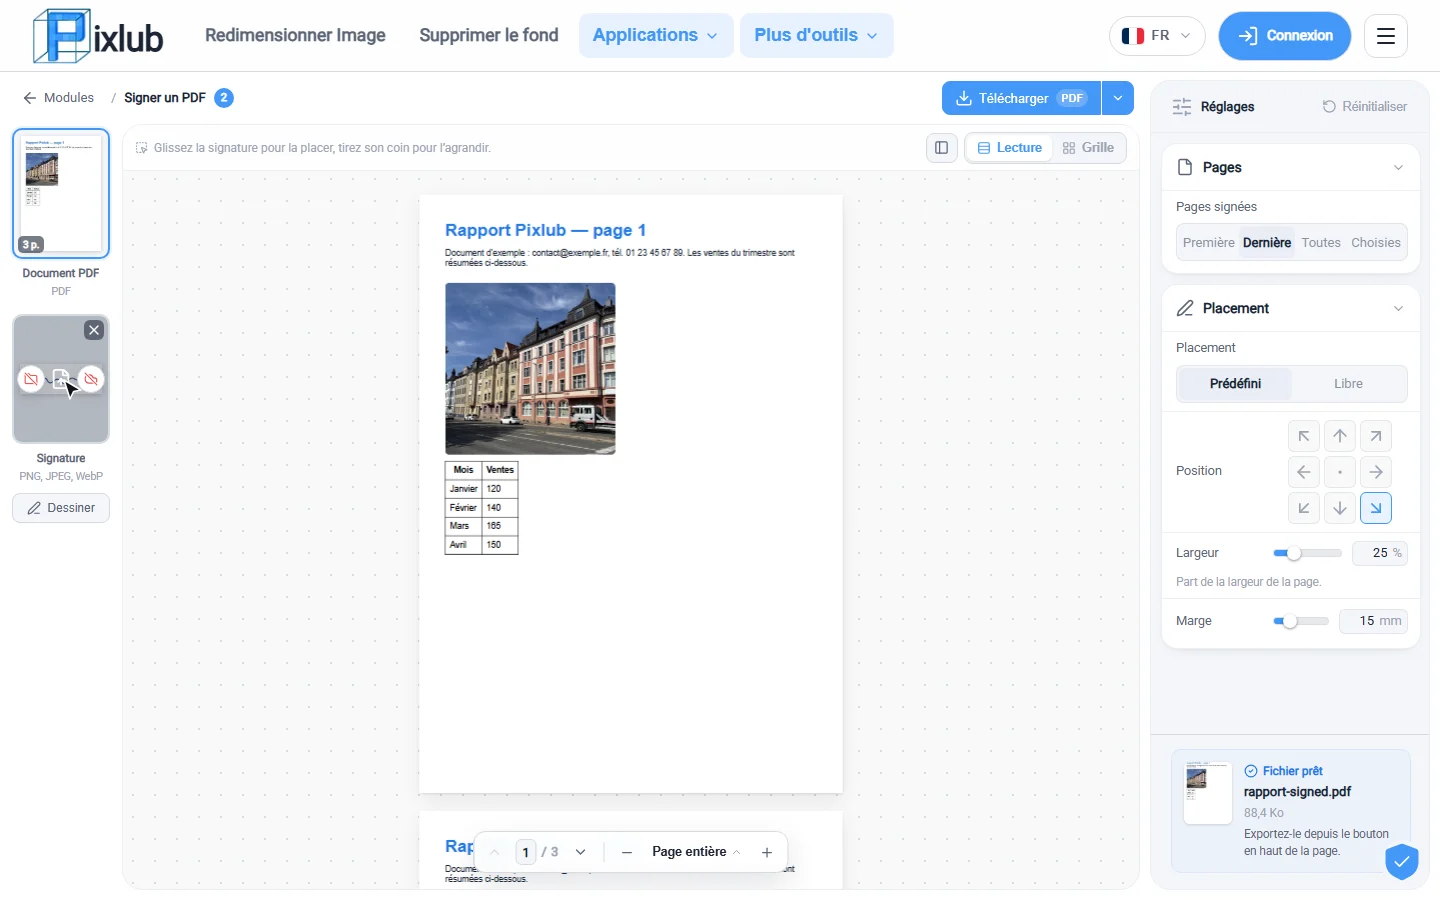 Pixlub
Redimensionner Image
Supprimer le fond
Applications
Plus d'outils
FR
Connexion
Modules
/ Signer un PDF 2
Télécharger PDF
Réglages
Réinitialiser
Glissez la signature pour la placer, tirez son coin pour l'agrandir.
Lecture
Grille
Rapport Pixlub — page 1
3 p.
Document PDF
PDF
Signature
PNG, JPEG, WebP
Dessiner
Rapport Pixlub — page 1
Document d'exemple : contact@exemple.fr, tél. 01 23 45 67 89. Les ventes du trimestre sont
résumées ci-dessous.
Mois Ventes
Janvier 120
Février 140
Mars 165
Avril 150
Rap
Docume
ont
résumées ci-dessous.
1 / 3
Page entière
Pages
Pages signées
Première Dernière Toutes Choisies
Placement
Placement
Prédéfini Libre
Position
Largeur 25 %
Part de la largeur de la page.
Marge 15 mm
Fichier prêt
rapport-signed.pdf
88,4 Ko
Exportez-le depuis le bouton
en haut de la page.